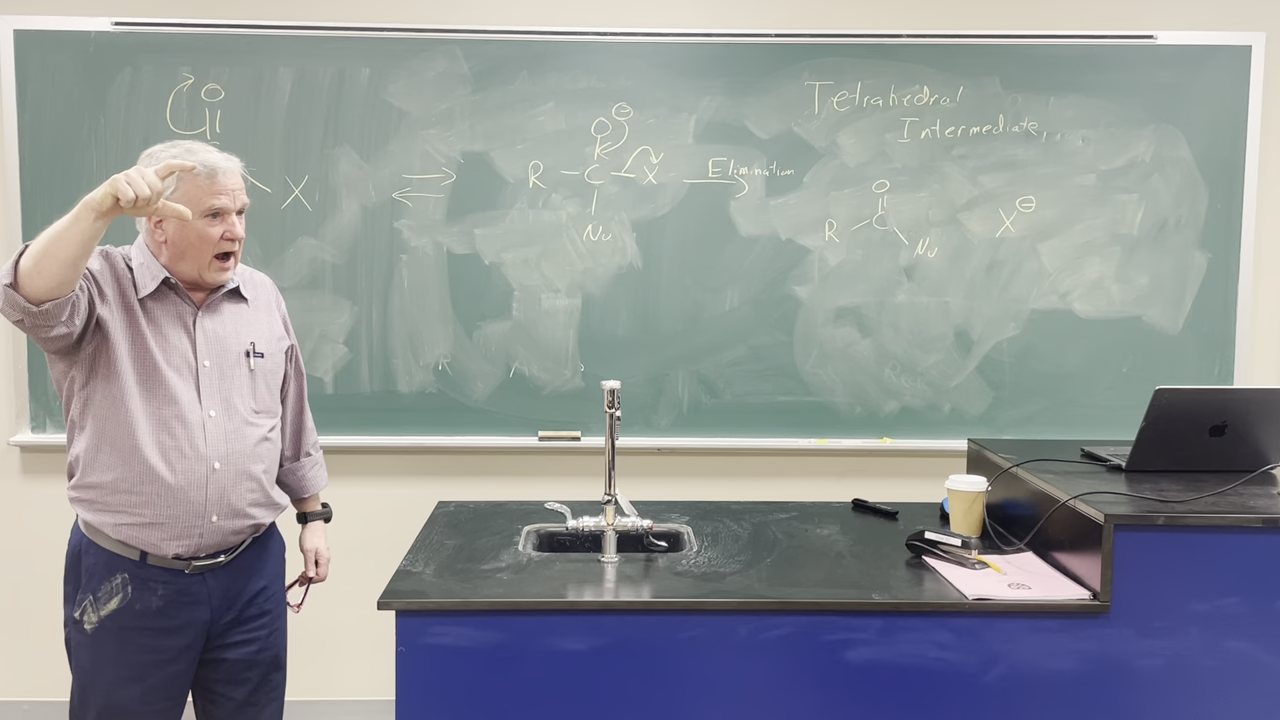 Tetrahedral
Intermediate,...
O
X
O ⊖
R – C – X
Nu
Elimination
O
R C Nu
X⊖